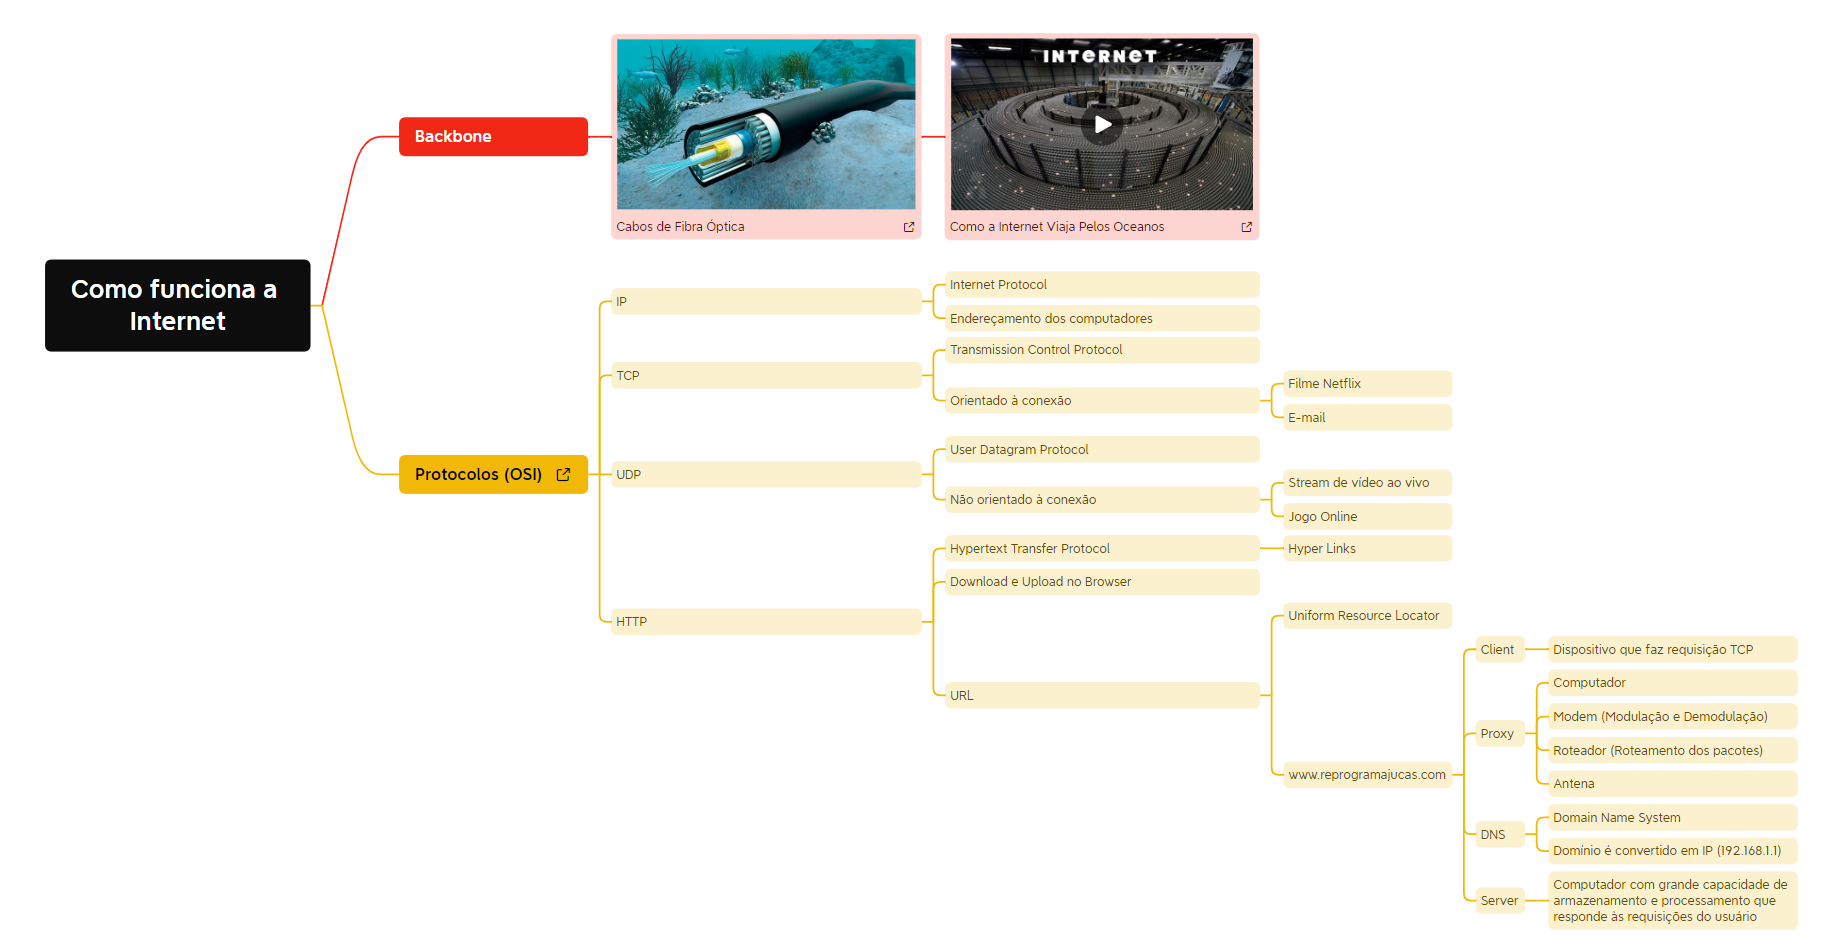 Como funciona a
Internet
Backbone
Cabos de Fibra Óptica
INTERNET
Como a Internet Viaja Pelos Oceanos
Protocolos (OSI)
IP
Internet Protocol
Endereçamento dos computadores
TCP
Transmission Control Protocol
Orientado à conexão
Filme Netflix
E-mail
UDP
User Datagram Protocol
Não orientado à conexão
Stream de vídeo ao vivo
Jogo Online
HTTP
Hypertext Transfer Protocol
Hyper Links
Download e Upload no Browser
URL
Uniform Resource Locator
www.reprogramajucas.com
Client
Dispositivo que faz requisição TCP
Proxy
Computador
Modem (Modulação e Demodulação)
Roteador (Roteamento dos pacotes)
Antena
DNS
Domain Name System
Domínio é convertido em IP (192.168.1.1)
Server
Computador com grande capacidade de
armazenamento e processamento que
responde às requisições do usuário